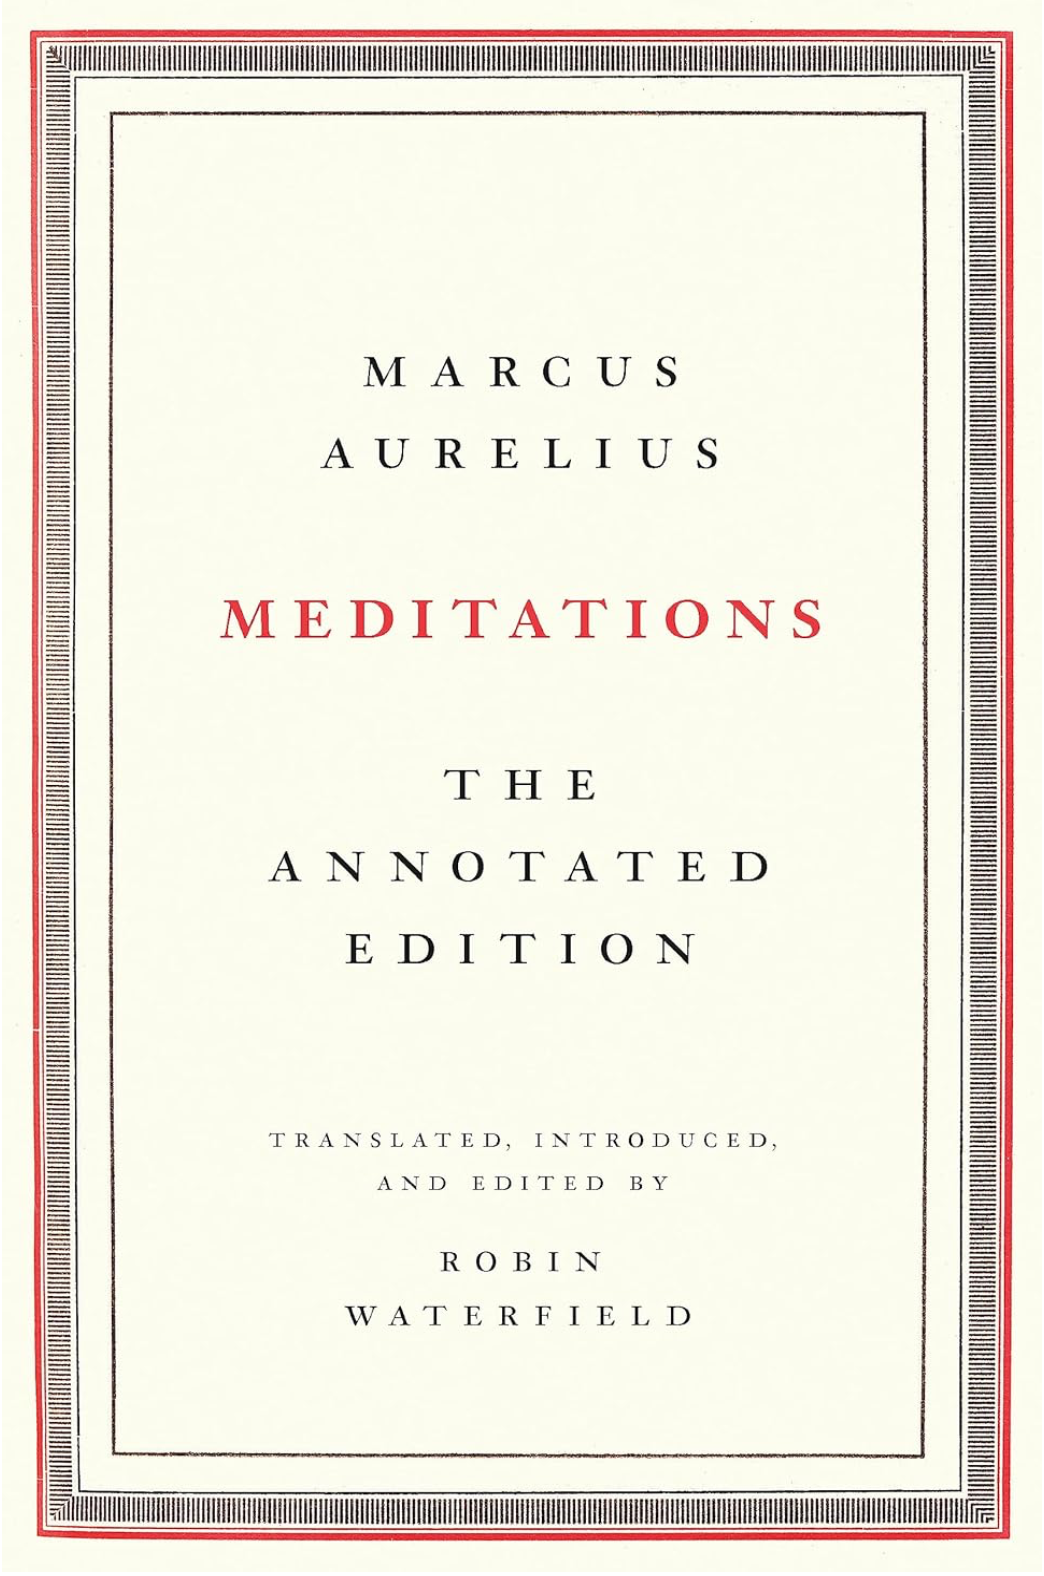 MARCUS
AURELIUS
MEDITATIONS
THE
ANNOTATED
EDITION
TRANSLATED, INTRODUCED,
AND EDITED BY
ROBIN
WATERFIELD